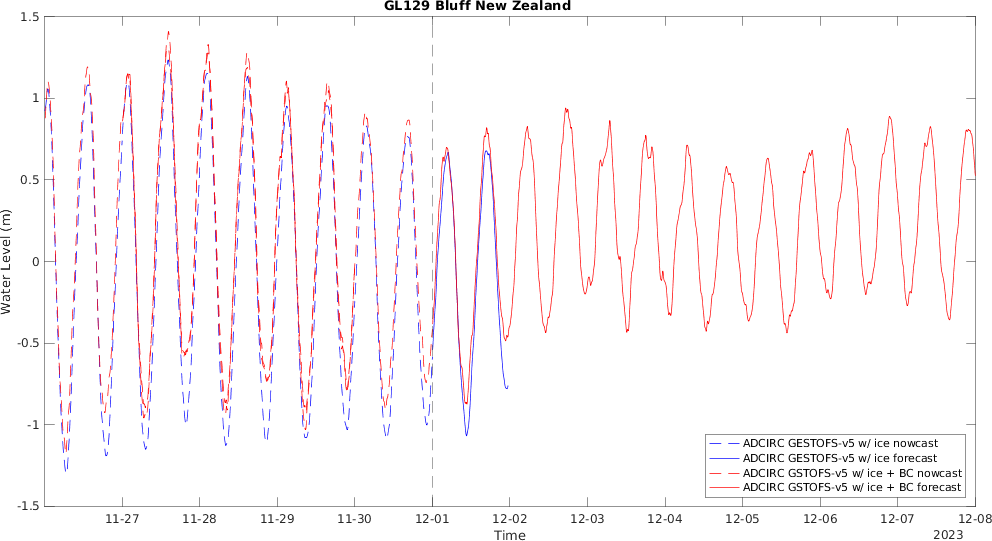 GL129 Bluff New Zealand
1.5
1
0.5
0
-0.5
-1
-1.5
Water Level (m)
ADCIRC GESTOFS-v5 w/ ice nowcast
ADCIRC GESTOFS-v5 w/ ice forecast
ADCIRC GSTOFS-v5 w/ ice + BC nowcast
ADCIRC GSTOFS-v5 w/ ice + BC forecast
11-27 11-28 11-29 11-30 12-01 12-02 12-03 12-04 12-05 12-06 12-07 12-08
Time
2023